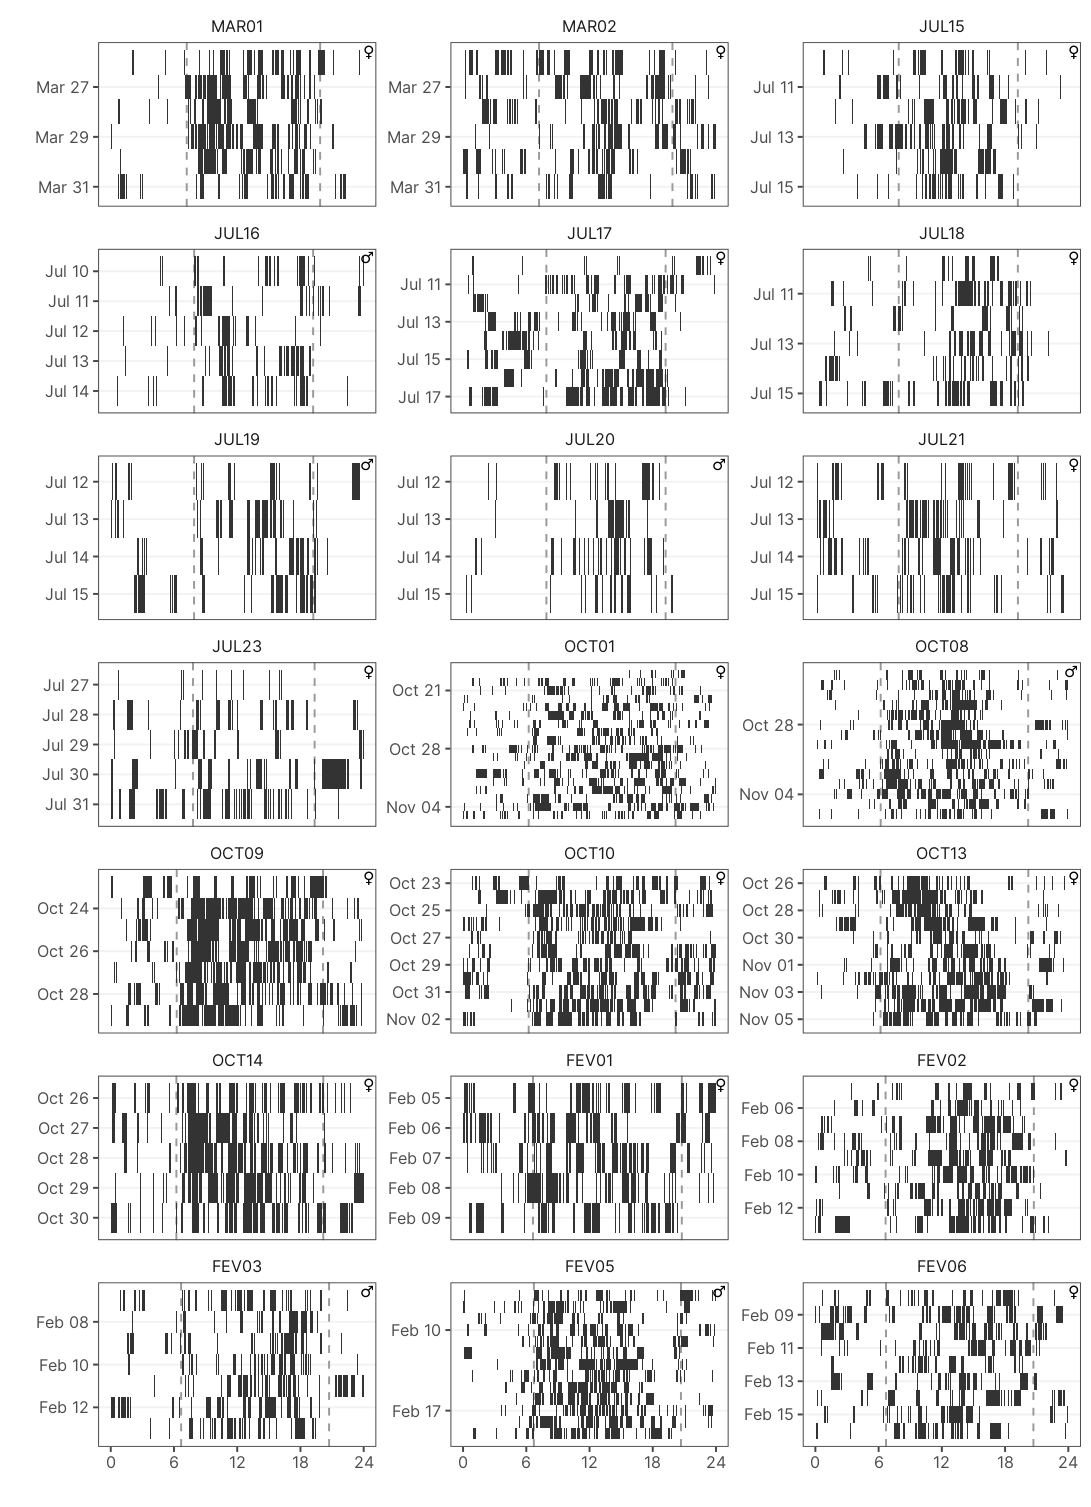 MAR01 MAR02 JUL15
♀ ♀ ♀
Mar 27 Mar 27 Jul 11
Mar 29 Mar 29 Jul 13
Mar 31 Mar 31 Jul 15
JUL16 JUL17 JUL18
♂ ♀ ♀
Jul 10
Jul 11 Jul 11 Jul 11
Jul 12 Jul 13
Jul 13 Jul 15 Jul 13
Jul 14 Jul 17 Jul 15
JUL19 JUL20 JUL21
♂ ♂ ♀
Jul 12 Jul 12 Jul 12
Jul 13 Jul 13 Jul 13
Jul 14 Jul 14 Jul 14
Jul 15 Jul 15 Jul 15
JUL23 OCT01 OCT08
♀ ♀ ♂
Jul 27 Oct 21
Jul 28 Oct 28
Jul 29 Oct 28
Jul 30 Nov 04
Jul 31 Nov 04
OCT09 OCT10 OCT13
♀ ♀ ♀
Oct 23 Oct 26
Oct 24 Oct 25 Oct 28
Oct 26 Oct 27 Oct 30
Oct 29 Nov 01
Oct 28 Oct 31 Nov 03
Nov 02 Nov 05
OCT14 FEV01 FEV02
♀ ♀ ♀
Oct 26 Feb 05 Feb 06
Oct 27 Feb 06 Feb 08
Oct 28 Feb 07
Oct 29 Feb 08 Feb 10
Oct 30 Feb 09 Feb 12
FEV03 FEV05 FEV06
♂ ♂ ♀
Feb 08 Feb 10 Feb 09
Feb 10 Feb 11
Feb 12 Feb 17 Feb 13
Feb 15
0 6 12 18 24 0 6 12 18 24 0 6 12 18 24